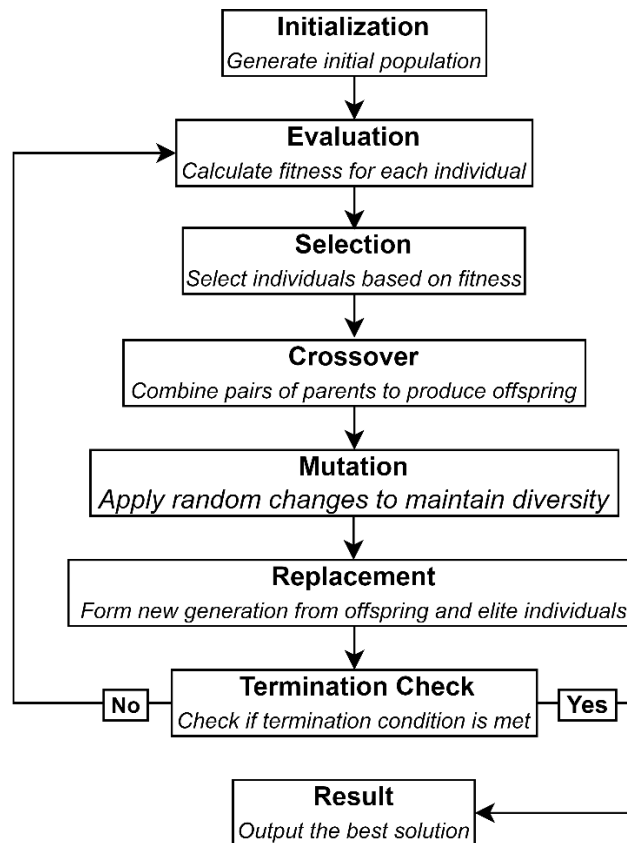 Initialization
Generate initial population
Evaluation
Calculate fitness for each individual
Selection
Select individuals based on fitness
Crossover
Combine pairs of parents to produce offspring
Mutation
Apply random changes to maintain diversity
Replacement
Form new generation from offspring and elite individuals
Termination Check
Check if termination condition is met
No
Yes
Result
Output the best solution